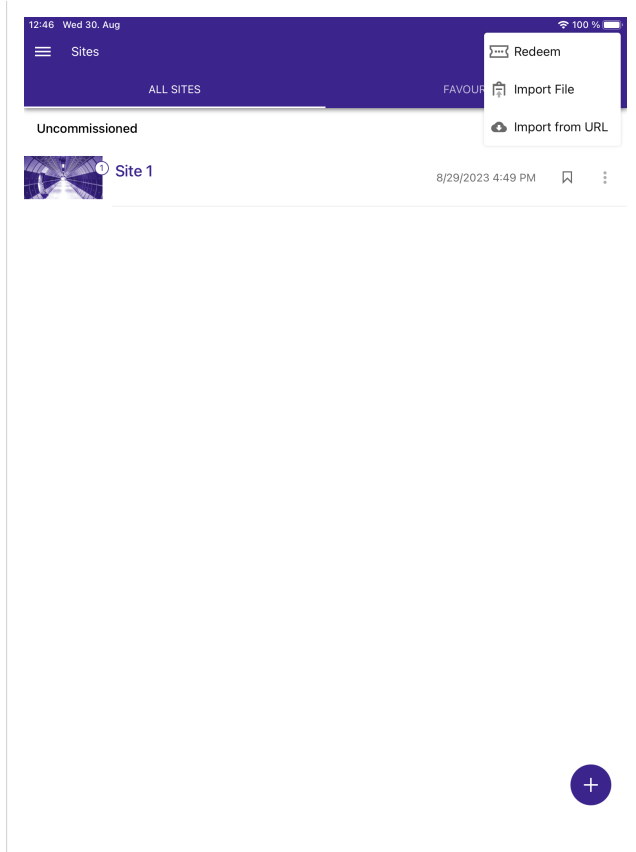 12:46 Wed 30. Aug
100 %
Sites
Redeem
ALL SITES
FAVOUR
Import File
Uncommissioned
Import from URL
1
Site 1
8/29/2023 4:49 PM